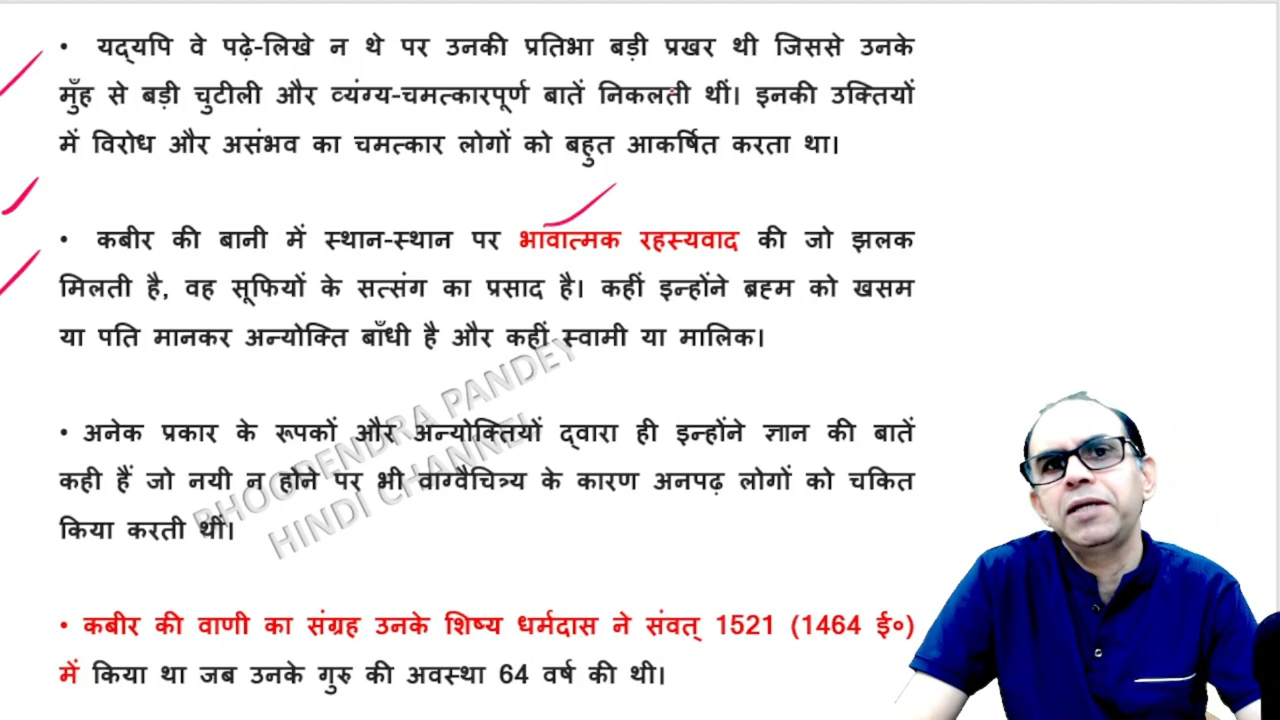 • यद्यपि वे पढ़े-लिखे न थे पर उनकी प्रतिभा बड़ी प्रखर थी जिससे उनके
मुँह से बड़ी चुटीली और व्यंग्य-चमत्कारपूर्ण बातें निकलती थीं। इनकी उक्तियों
में विरोध और असंभव का चमत्कार लोगों को बहुत आकर्षित करता था।
• कबीर की बानी में स्थान-स्थान पर भावात्मक रहस्यवाद की जो झलक
मिलती है, वह सूफियों के सत्संग का प्रसाद है। कहीं इन्होंने ब्रह्म को खसम
या पति मानकर अन्योक्ति बाँधी है और कहीं स्वामी या मालिक।
• अनेक प्रकार के रूपकों और अन्योक्तियों द्वारा ही इन्होंने ज्ञान की बातें
कही हैं जो नयी न होने पर भी वाग्वैचित्र्य के कारण अनपढ़ लोगों को चकित
किया करती थीं।
• कबीर की वाणी का संग्रह उनके शिष्य धर्मदास ने संवत् 1521 (1464 ई०)
में किया था जब उनके गुरु की अवस्था 64 वर्ष की थी।
BHOOPENDRA PANDEY
HINDI CHANNEL